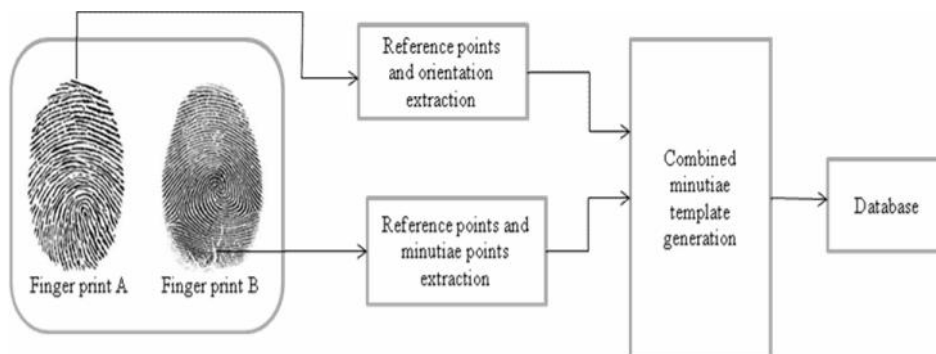 Reference points
and orientation
extraction
Combined
minutiae
template
generation
Database
Reference points and
minutiae points
extraction
Finger print A
Finger print B